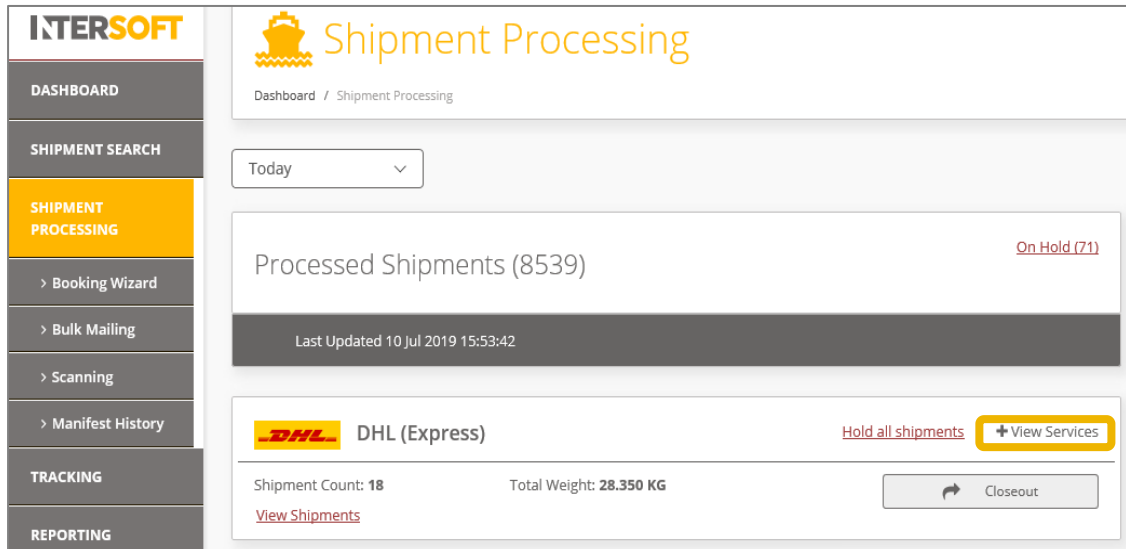 INTERSOFT
DASHBOARD
SHIPMENT SEARCH
SHIPMENT
PROCESSING
> Booking Wizard
> Bulk Mailing
> Scanning
> Manifest History
TRACKING
REPORTING
Shipment Processing
Dashboard / Shipment Processing
Today
Processed Shipments (8539)
On Hold (71)
Last Updated 10 Jul 2019 15:53:42
DHL DHL (Express)
Hold all shipments + View Services
Shipment Count: 18 Total Weight: 28.350 KG
Closeout
View Shipments